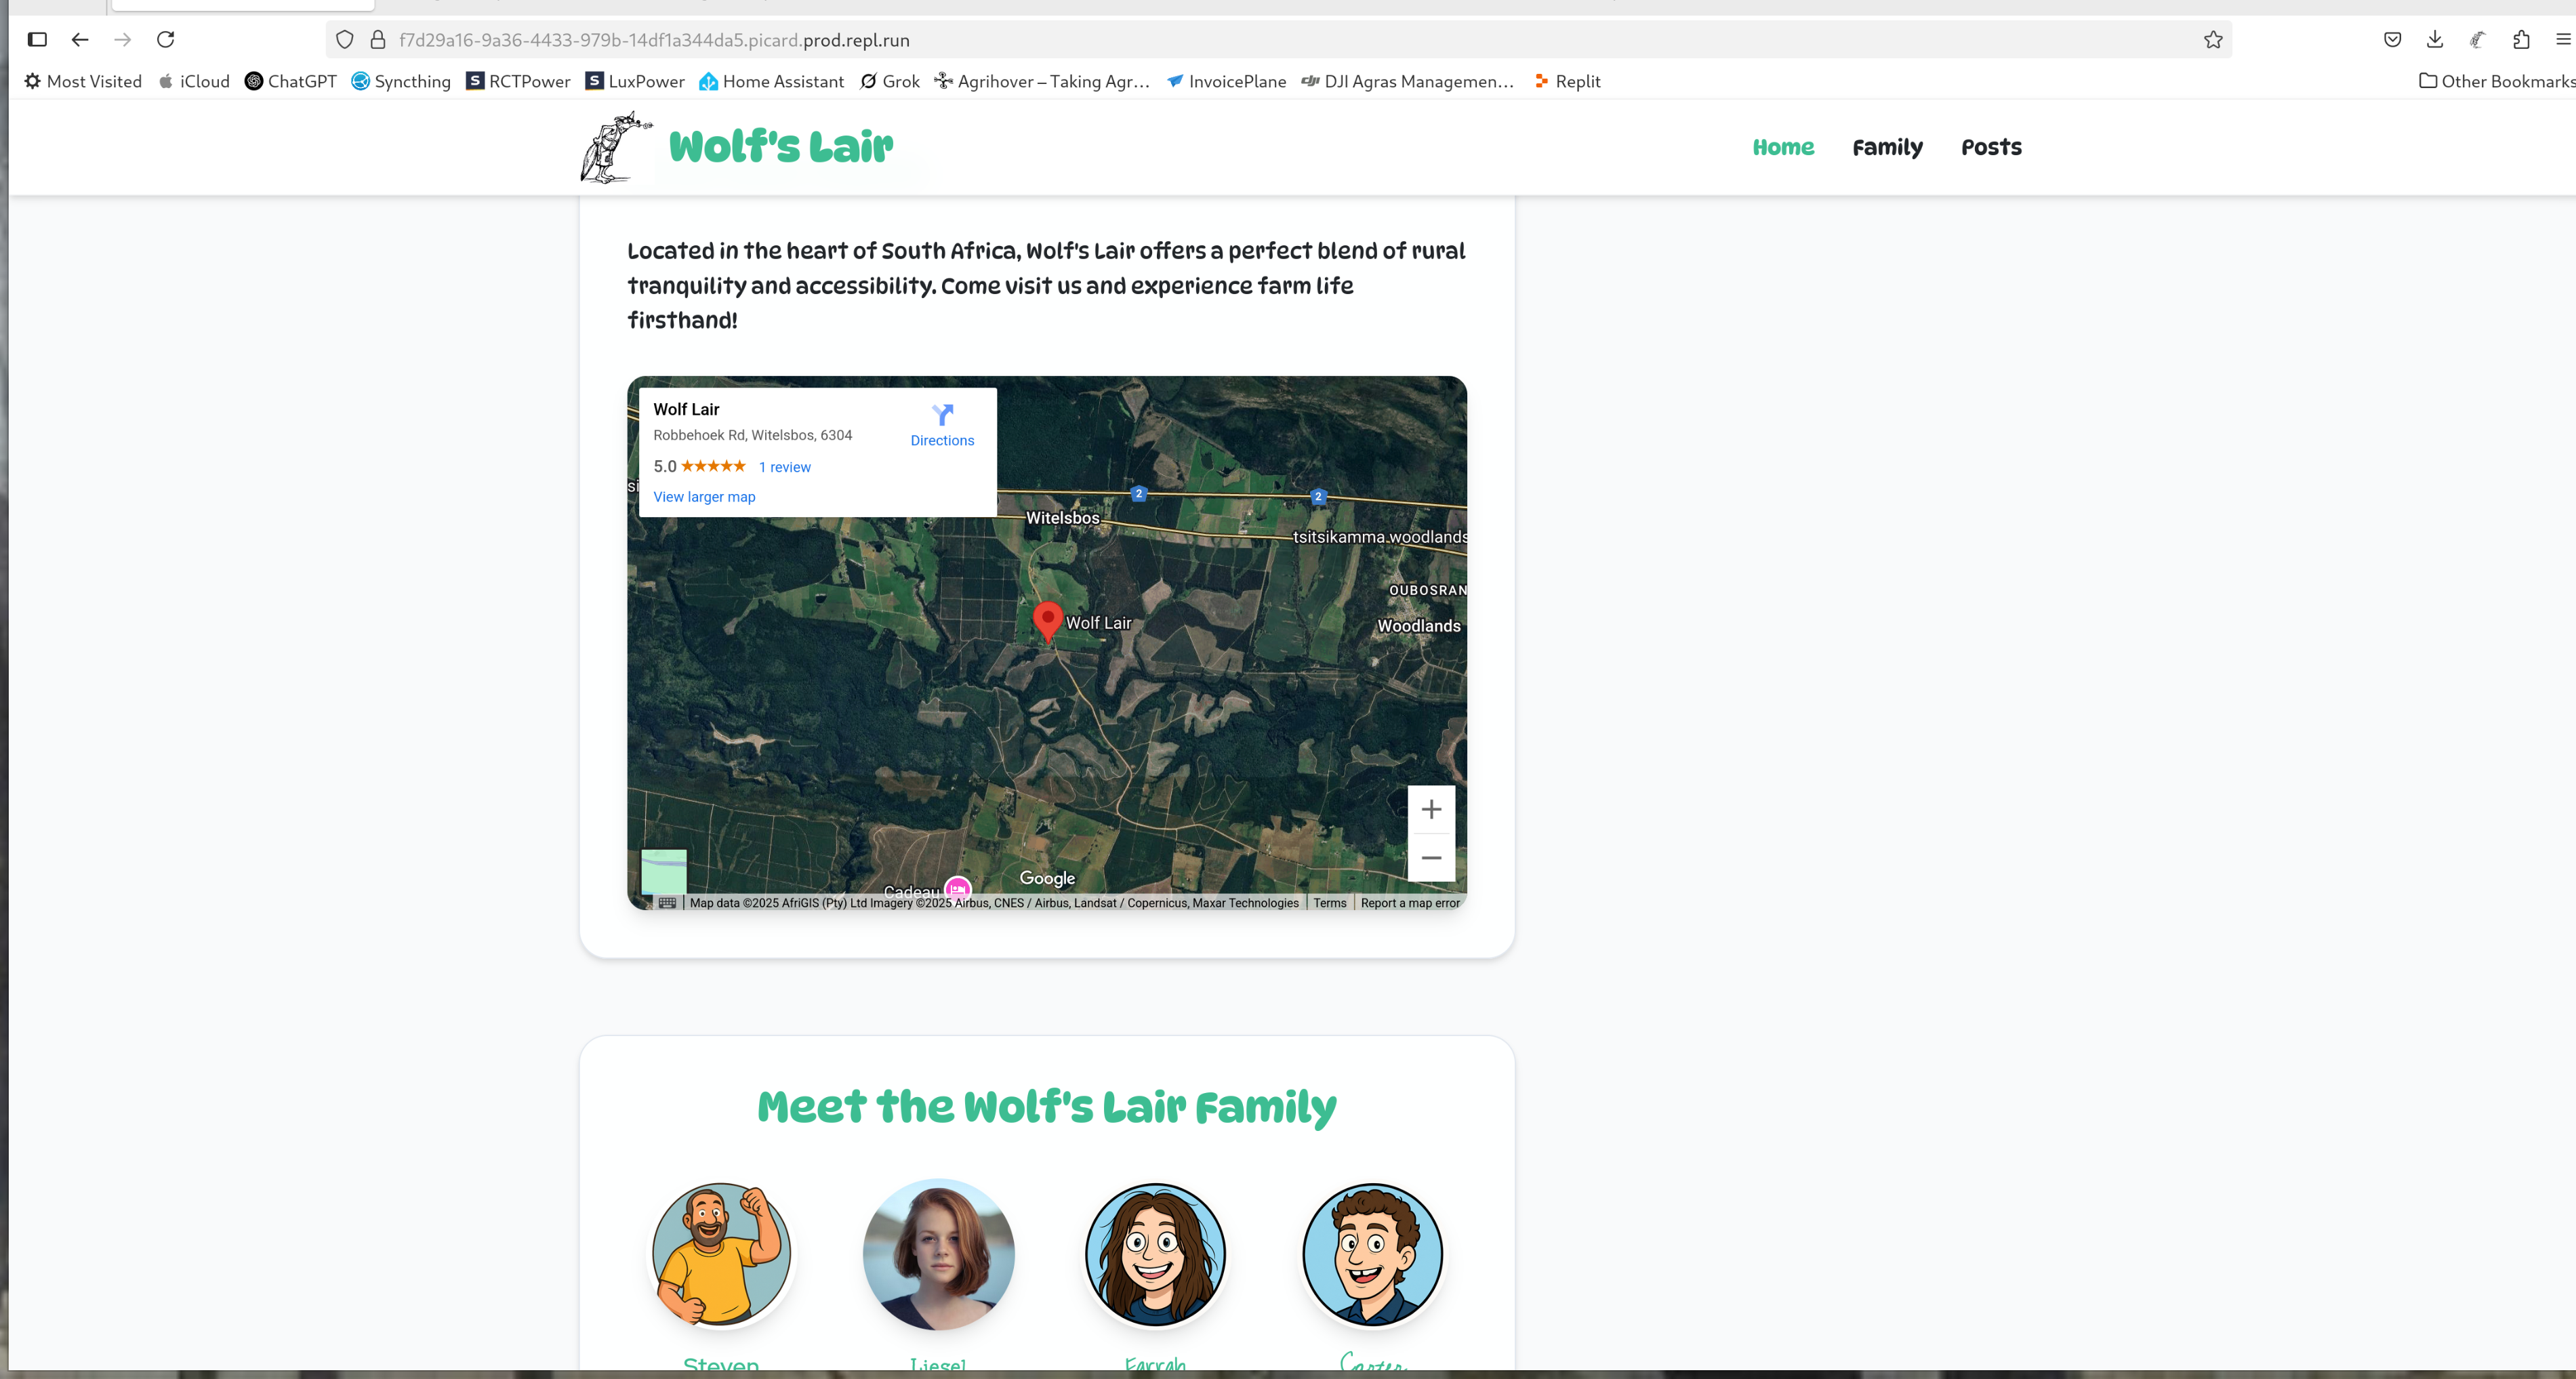 f7d29a16-9a36-4433-979b-14df1a344da5.picard.prod.repl.run
Most Visited iCloud ChatGPT Syncthing RCTPower LuxPower Home Assistant Grok Agrihover – Taking Agr… InvoicePlane DJI Agras Managemen… Replit Other Bookmarks
Wolf's Lair
Home Family Posts
Located in the heart of South Africa, Wolf's Lair offers a perfect blend of rural
tranquility and accessibility. Come visit us and experience farm life
firsthand!
Wolf Lair
Robbehoek Rd, Witelsbos, 6304
Directions
5.0 ★★★★★ 1 review
View larger map
2 2
Witelsbos
tsitsikamma woodlands
OUBOSRAN
Wolf Lair
Woodlands
Cadeau
Google
Map data ©2025 AfriGIS (Pty) Ltd Imagery ©2025 Airbus, CNES / Airbus, Landsat / Copernicus, Maxar Technologies Terms Report a map error
Meet the Wolf's Lair Family
Steven Liesel Farrah Carter